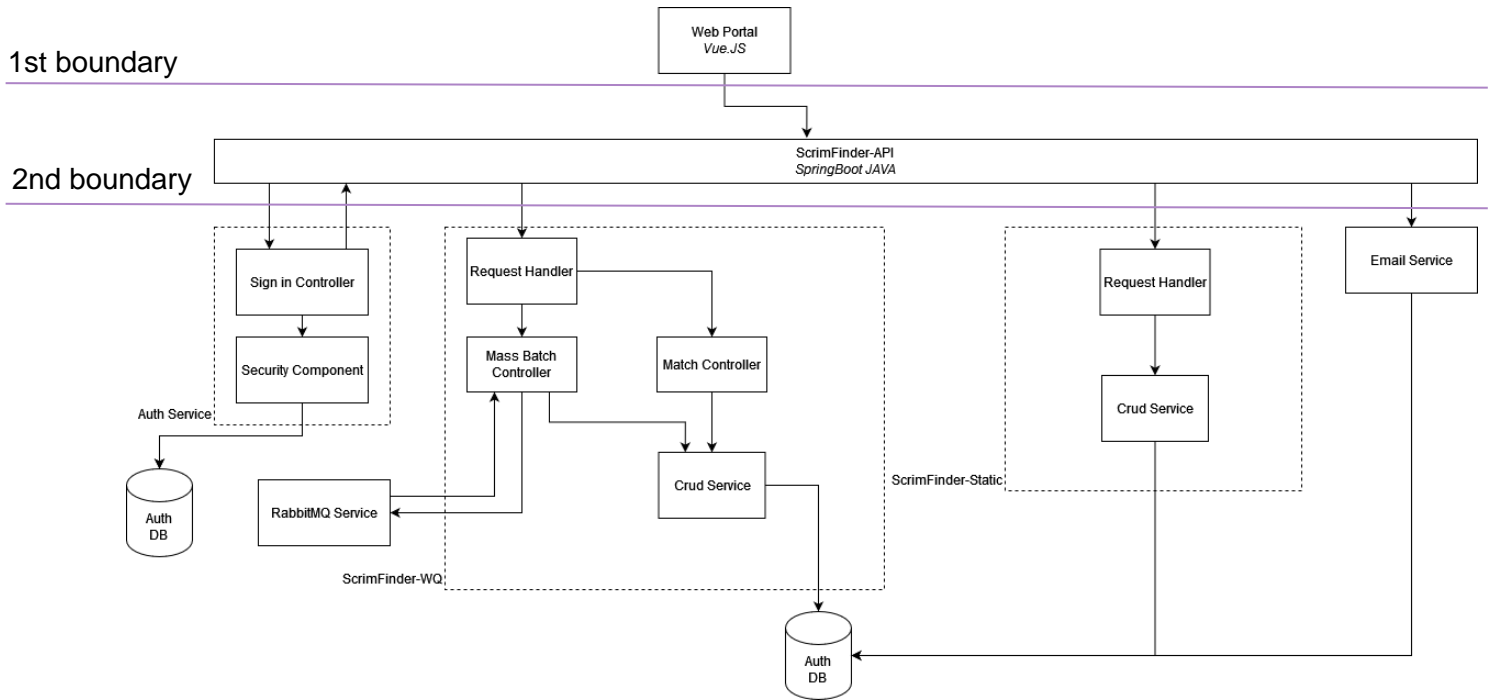 Web Portal
Vue.JS
1st boundary
ScrimFinder-API
SpringBoot JAVA
2nd boundary
Sign in Controller
Security Component
Auth Service
Auth
DB
Request Handler
Mass Batch
Controller
Match Controller
RabbitMQ Service
Crud Service
ScrimFinder-WQ
Auth
DB
Request Handler
Crud Service
ScrimFinder-Static
Email Service